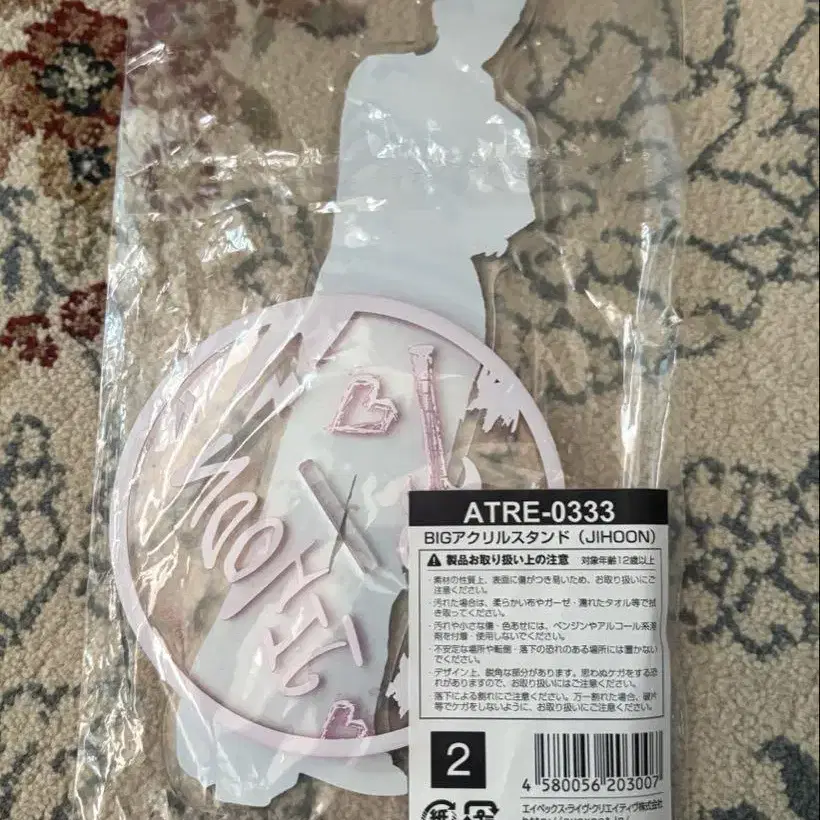 JIHOON
X
ATRE-0333
BIGアクリルスタンド (JIHOON)
製品お取り扱い上の注意 対象年齢12歳以上
・素材の性質上、表面に傷がつき易いため、お取り扱いにご
注意ください。
・汚れた場合は、柔らかい布やガーゼ・濡れたタオル等で拭
き取ってください。
・汚れや小さな傷・色あせには、ベンジンやアルコール系溶
剤を付着・使用しないでください。
・不安定な場所や転倒・落下の恐れのある場所には置かない
でください。
・デザイン上、鋭角な部分があります。思わぬケガをする恐
れがありますので、お取り扱いにはご注意ください。
・落下による割れにご注意ください。万一割れた場合、破片
等でケガをしないように、お取り扱いにご注意ください。
2
4 580056 203007
紙
エイベックス・ライヴ・クリエイティヴ株式会社